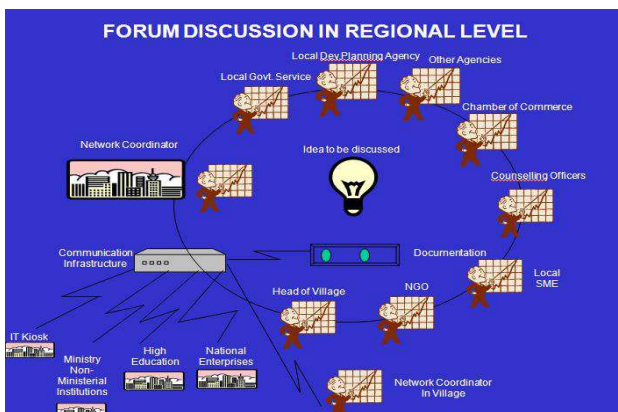 FORUM DISCUSSION IN REGIONAL LEVEL
Local Dev.Planning Agency
Other Agencies
Local Govt. Service
Chamber of Commerce
Network Coordinator
Idea to be discussed
Counselling Officers
Communication
Infrastructure
Documentation
Local
SME
Head of Village
NGO
IT Kiosk
Ministry
Non-
Ministerial
Institutions
High
Education
National
Enterprises
Network Coordinator
In Village